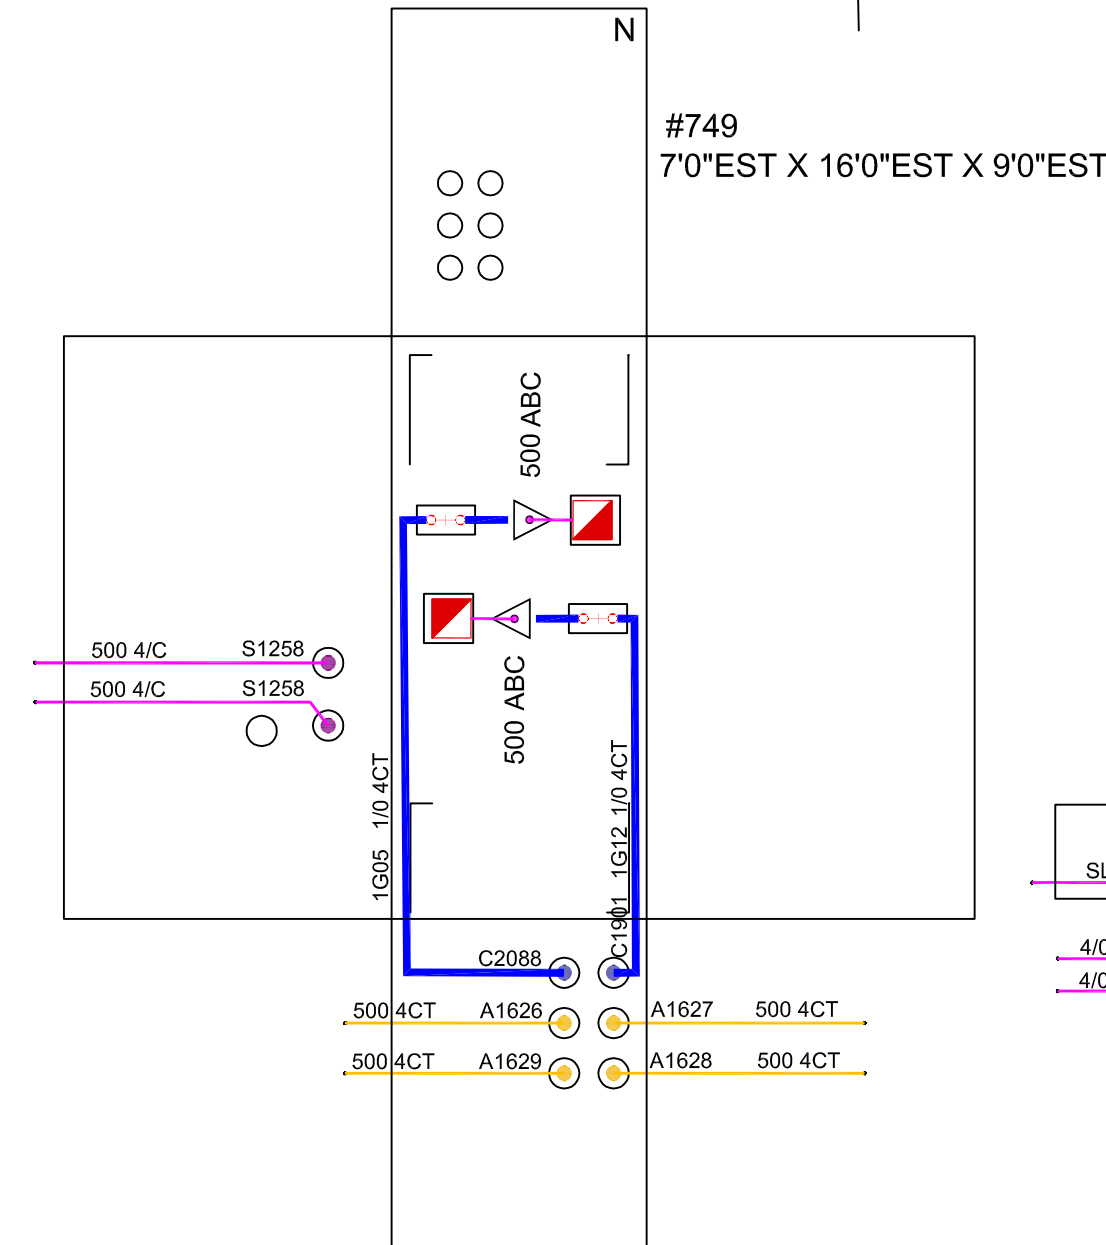 N
#749
7'0"EST X 16'0"EST X 9'0"EST
500 ABC
500 4/C S1258
500 4/C S1258
500 ABC
1G05 1/0 4CT
C1901 1G12 1/0 4CT
C2088
500 4CT A1626
A1627 500 4CT
500 4CT A1629
A1628 500 4CT